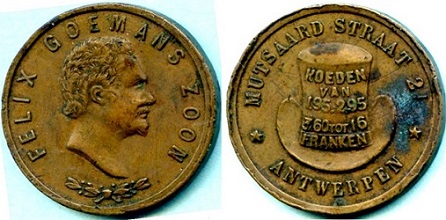 FELIX GOEMANS ZOON
MUTSAARD STRAAT 21
HOEDEN
VAN
195.295
3.60 TOT 16
FRANKEN
ANTWERPEN